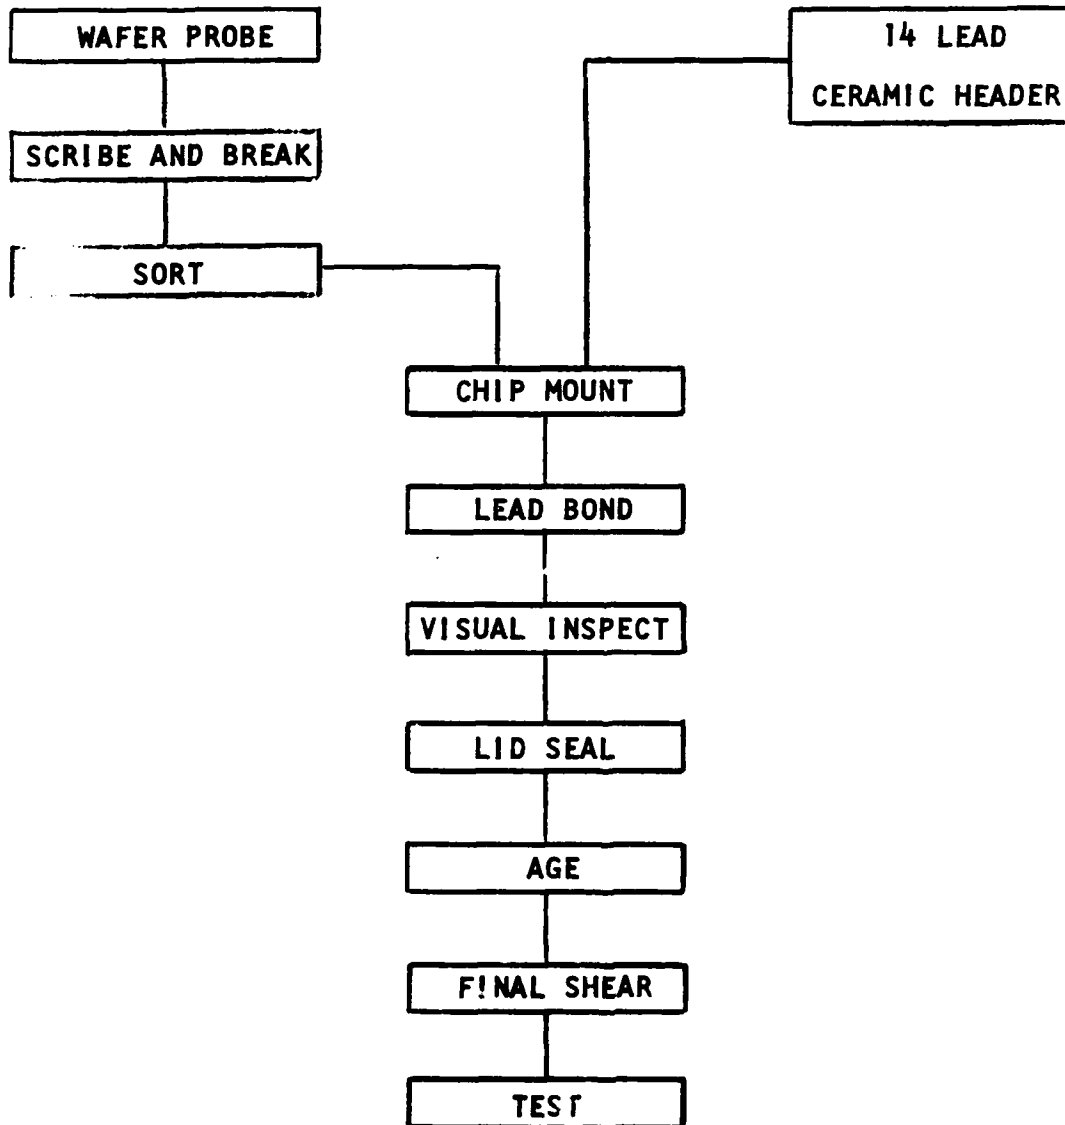 WAFER PROBE
14 LEAD
CERAMIC HEADER
SCRIBE AND BREAK
SORT
CHIP MOUNT
LEAD BOND
VISUAL INSPECT
LID SEAL
AGE
FINAL SHEAR
TEST